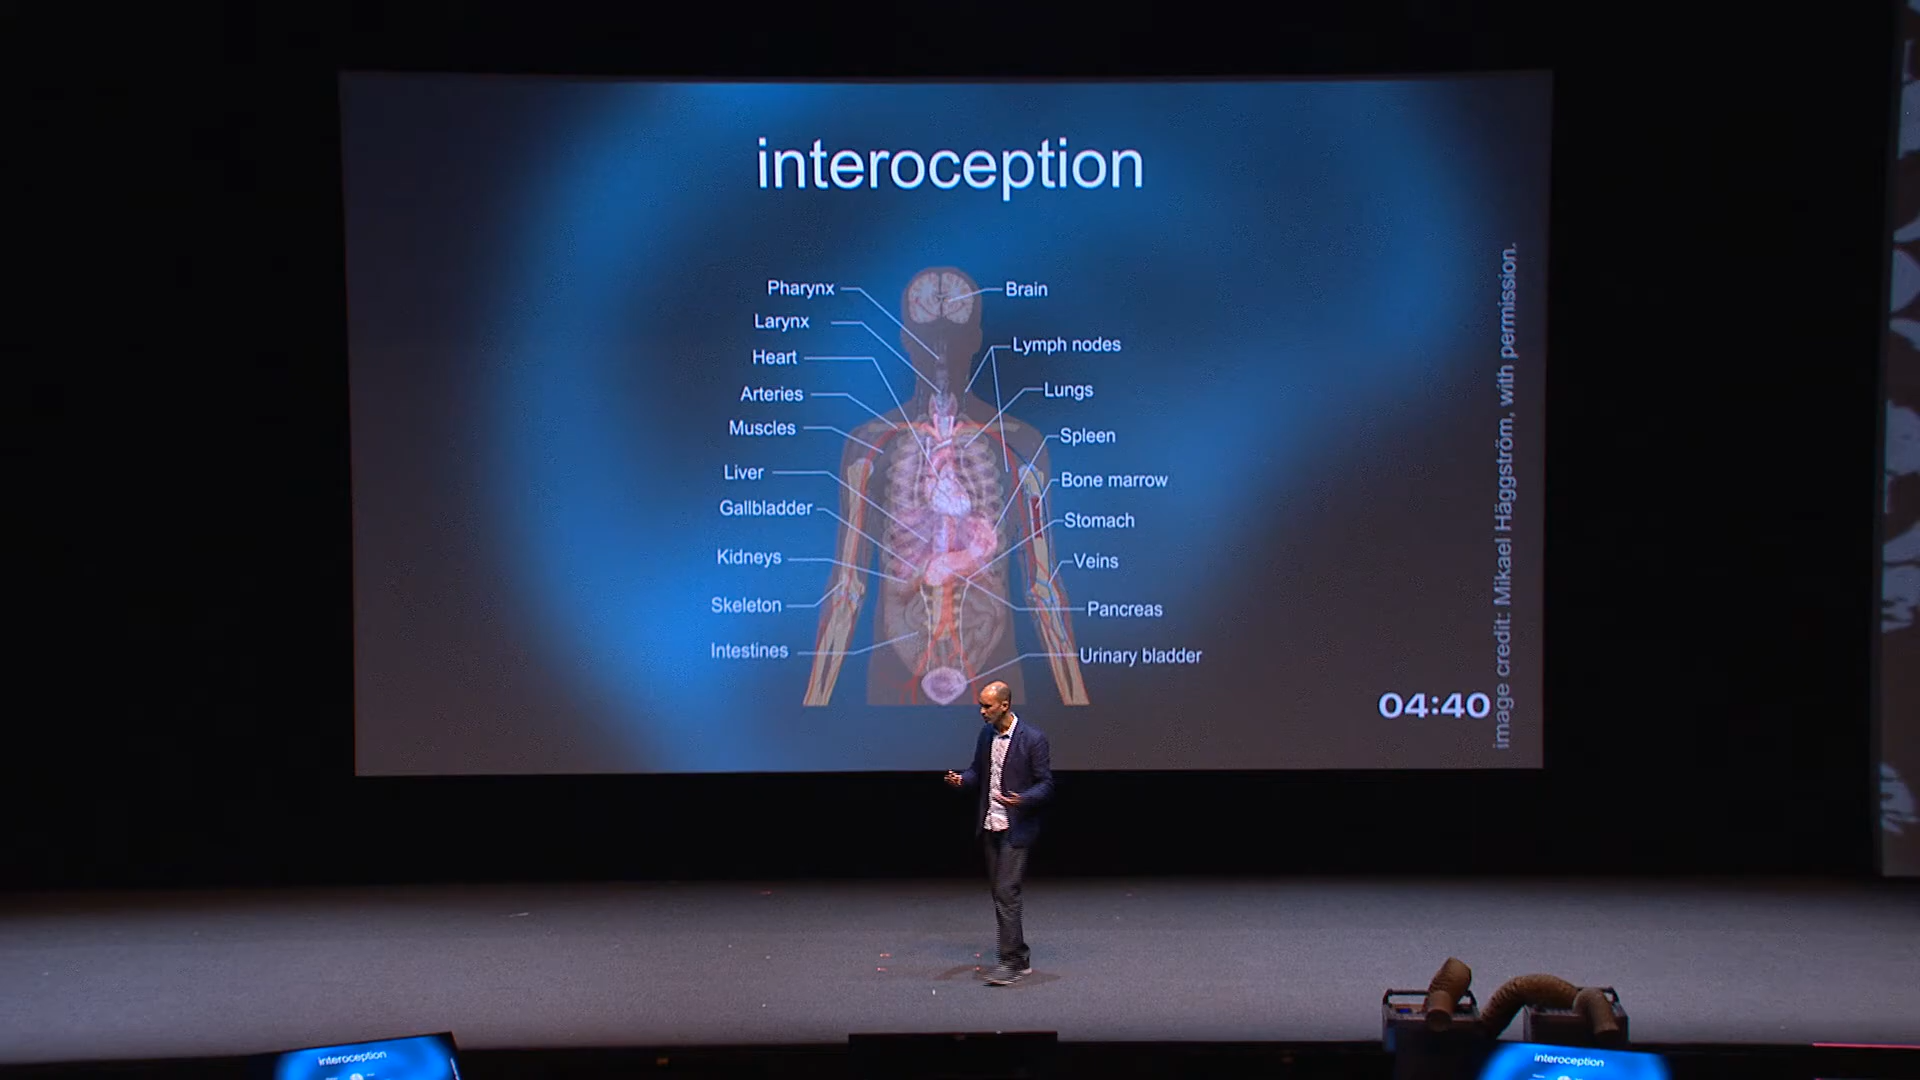 interoception
Pharynx
Larynx
Heart
Arteries
Muscles
Liver
Gallbladder
Kidneys
Skeleton
Intestines
Brain
Lymph nodes
Lungs
Spleen
Bone marrow
Stomach
Veins
Pancreas
Urinary bladder
04:40
image credit: Mikael Häggström, with permission.
interoception
interoception